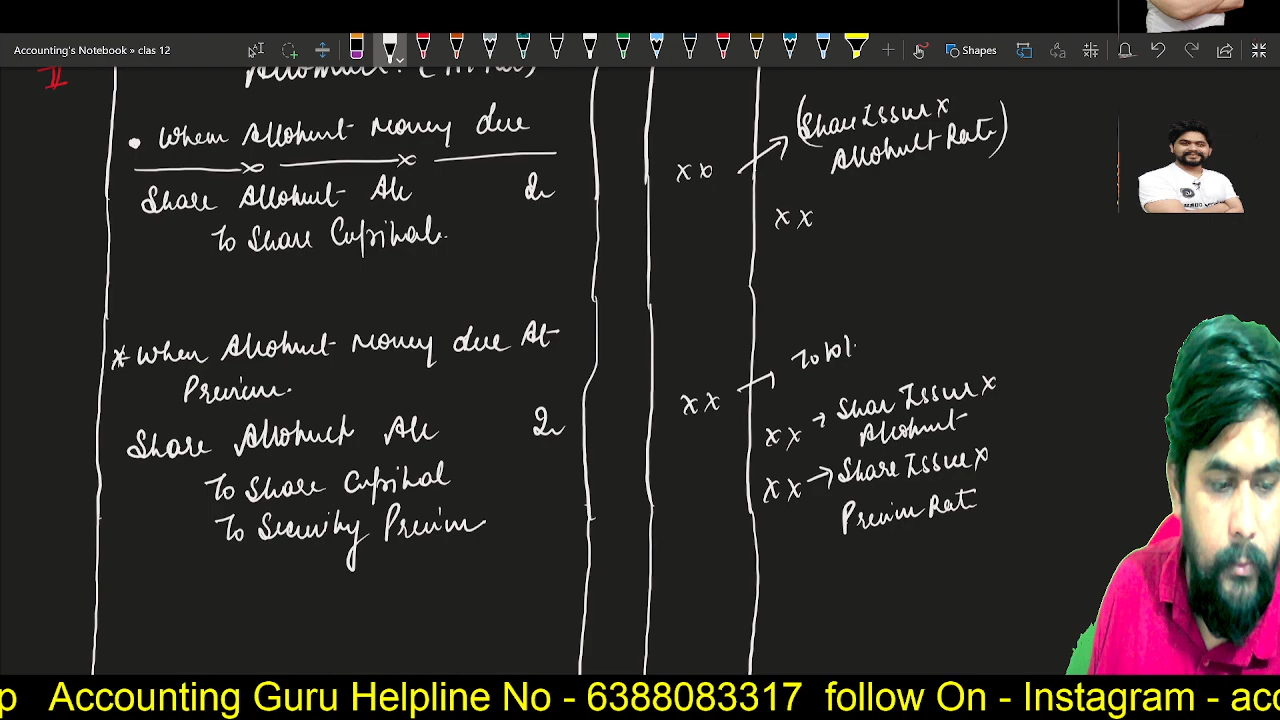 Accounting's Notebook » clas 12
Shapes
II
• When Allotment Money due
Share Allotment A/c Dr
To Share Capital
xx
(Share Issue x
Allotment Rate)
xx
* When Allotment Money due At
Premium.
Share Allotment A/c Dr
To Share Capital
To Security Premium
xx
Total.
xx → Share Issue x
Allotment
xx → Share Issue x
Premium Rate
p Accounting Guru Helpline No - 6388083317 follow On - Instagram - acc